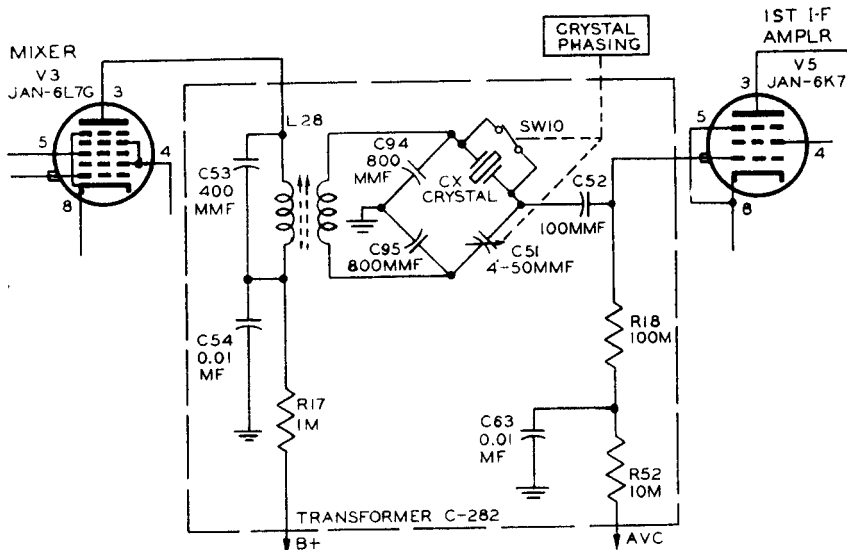 MIXER
V3
JAN-6L7G
3
5
4
8
CRYSTAL
PHASING
1ST I-F
AMPLR
V5
JAN-6K7
3
5
4
8
L28
C53
400
MMF
C94
800
MMF
SW10
CX
CRYSTAL
C52
100MMF
C95
800MMF
C51
4-50MMF
C54
0.01
MF
R17
1M
R18
100M
C63
0.01
MF
R52
10M
TRANSFORMER C-282
B+
AVC